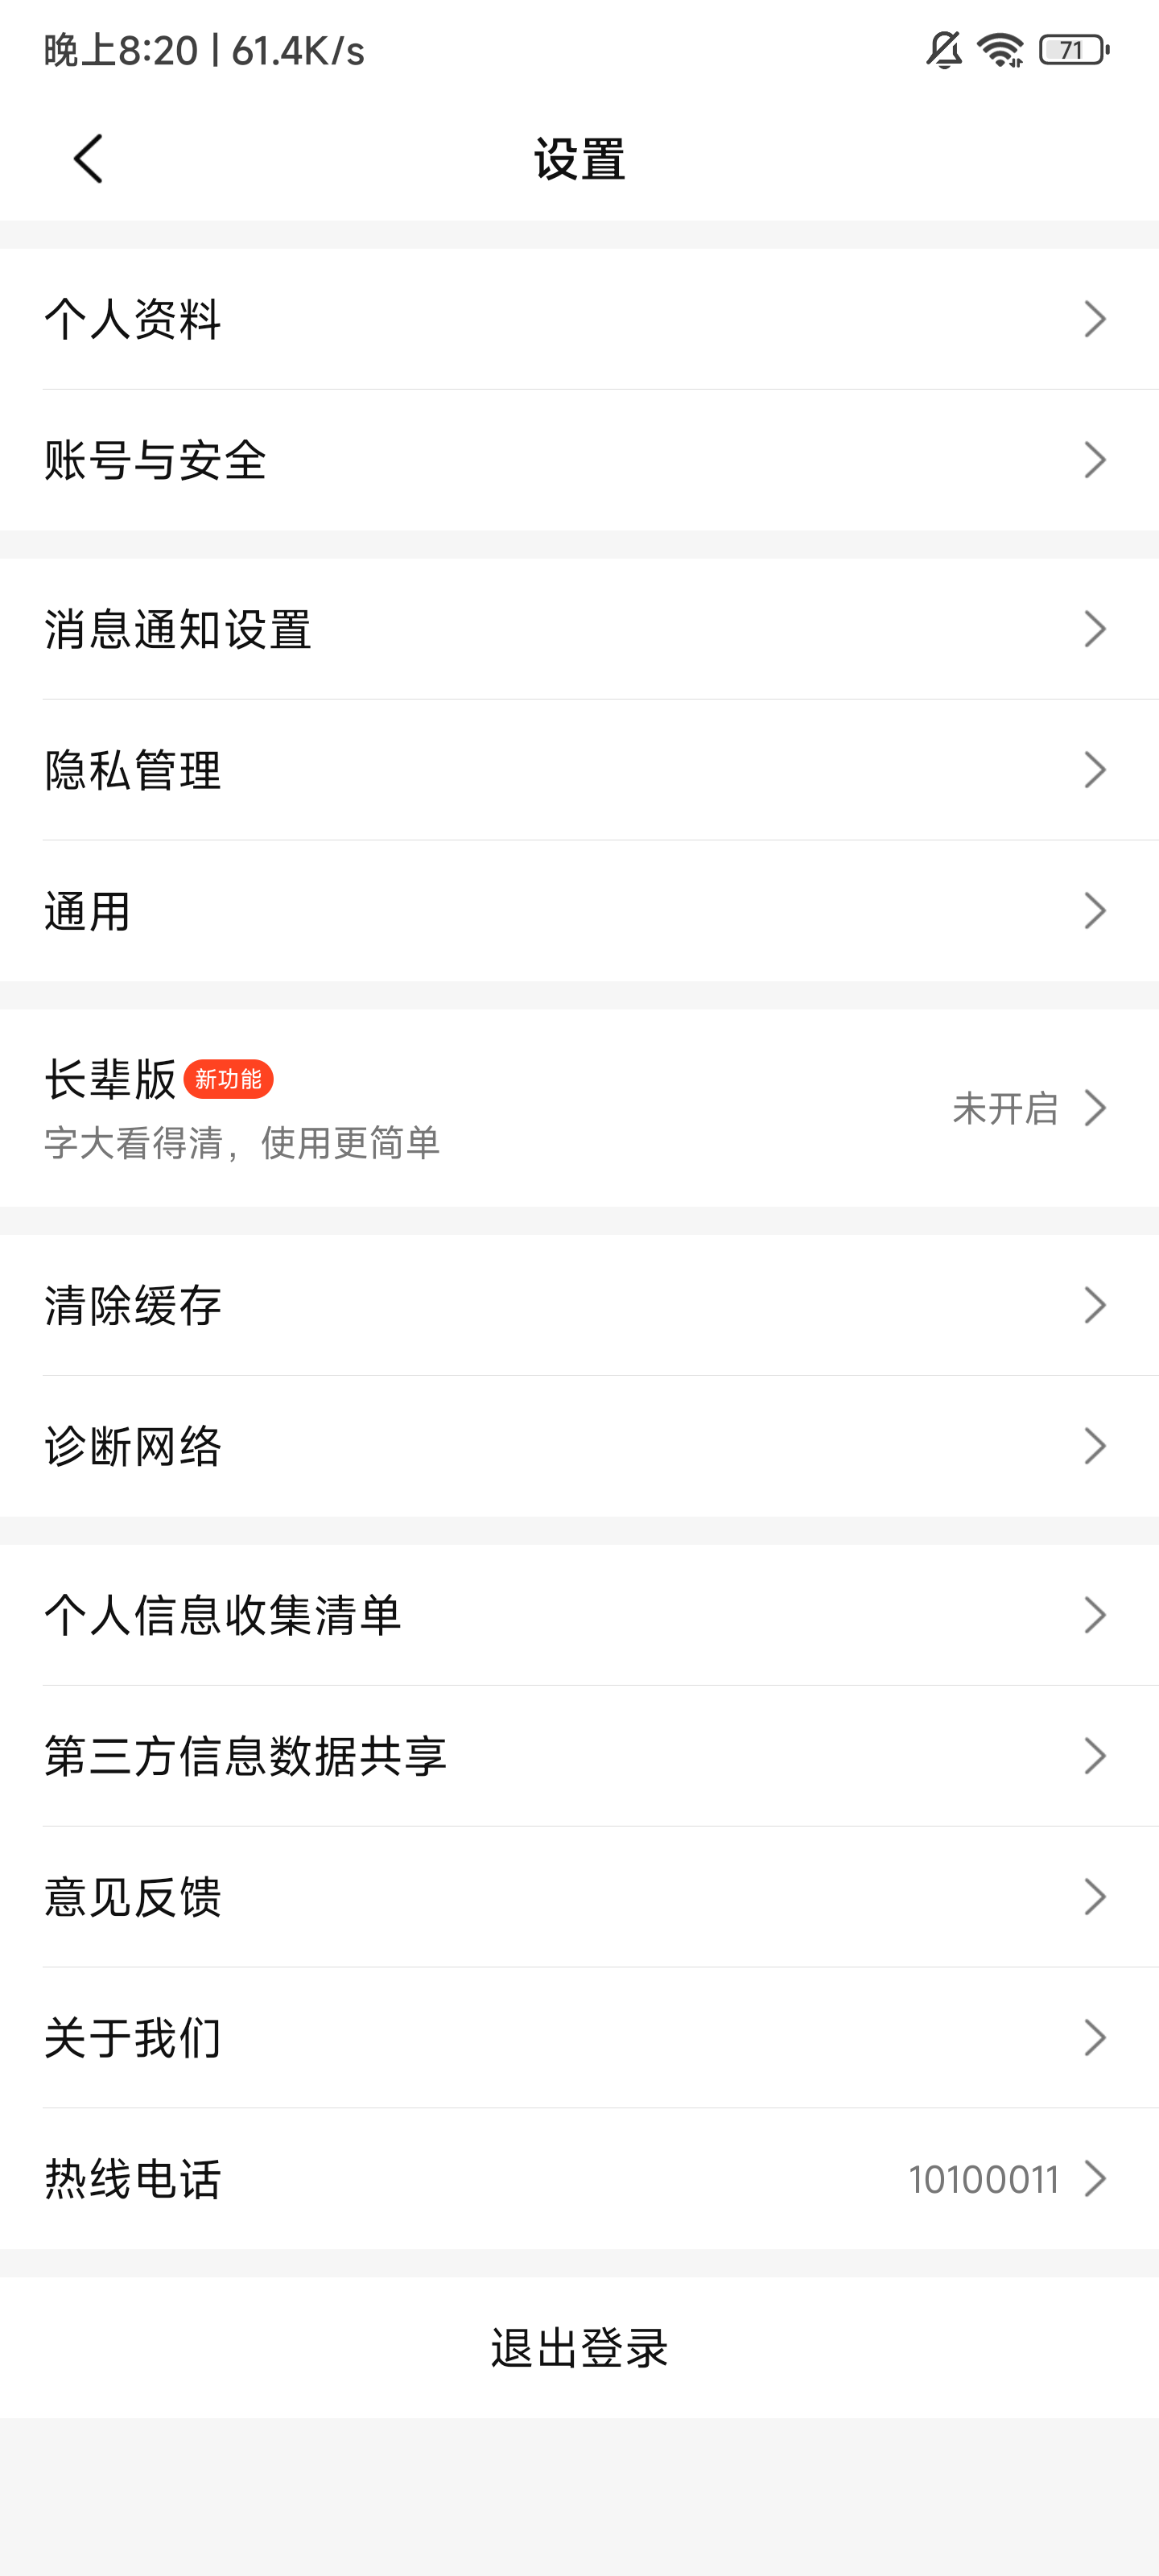 晚上8:20 | 61.4K/s
71
设置
个人资料
账号与安全
消息通知设置
隐私管理
通用
长辈版 新功能
字大看得清，使用更简单
未开启
清除缓存
诊断网络
个人信息收集清单
第三方信息数据共享
意见反馈
关于我们
热线电话 10100011
退出登录